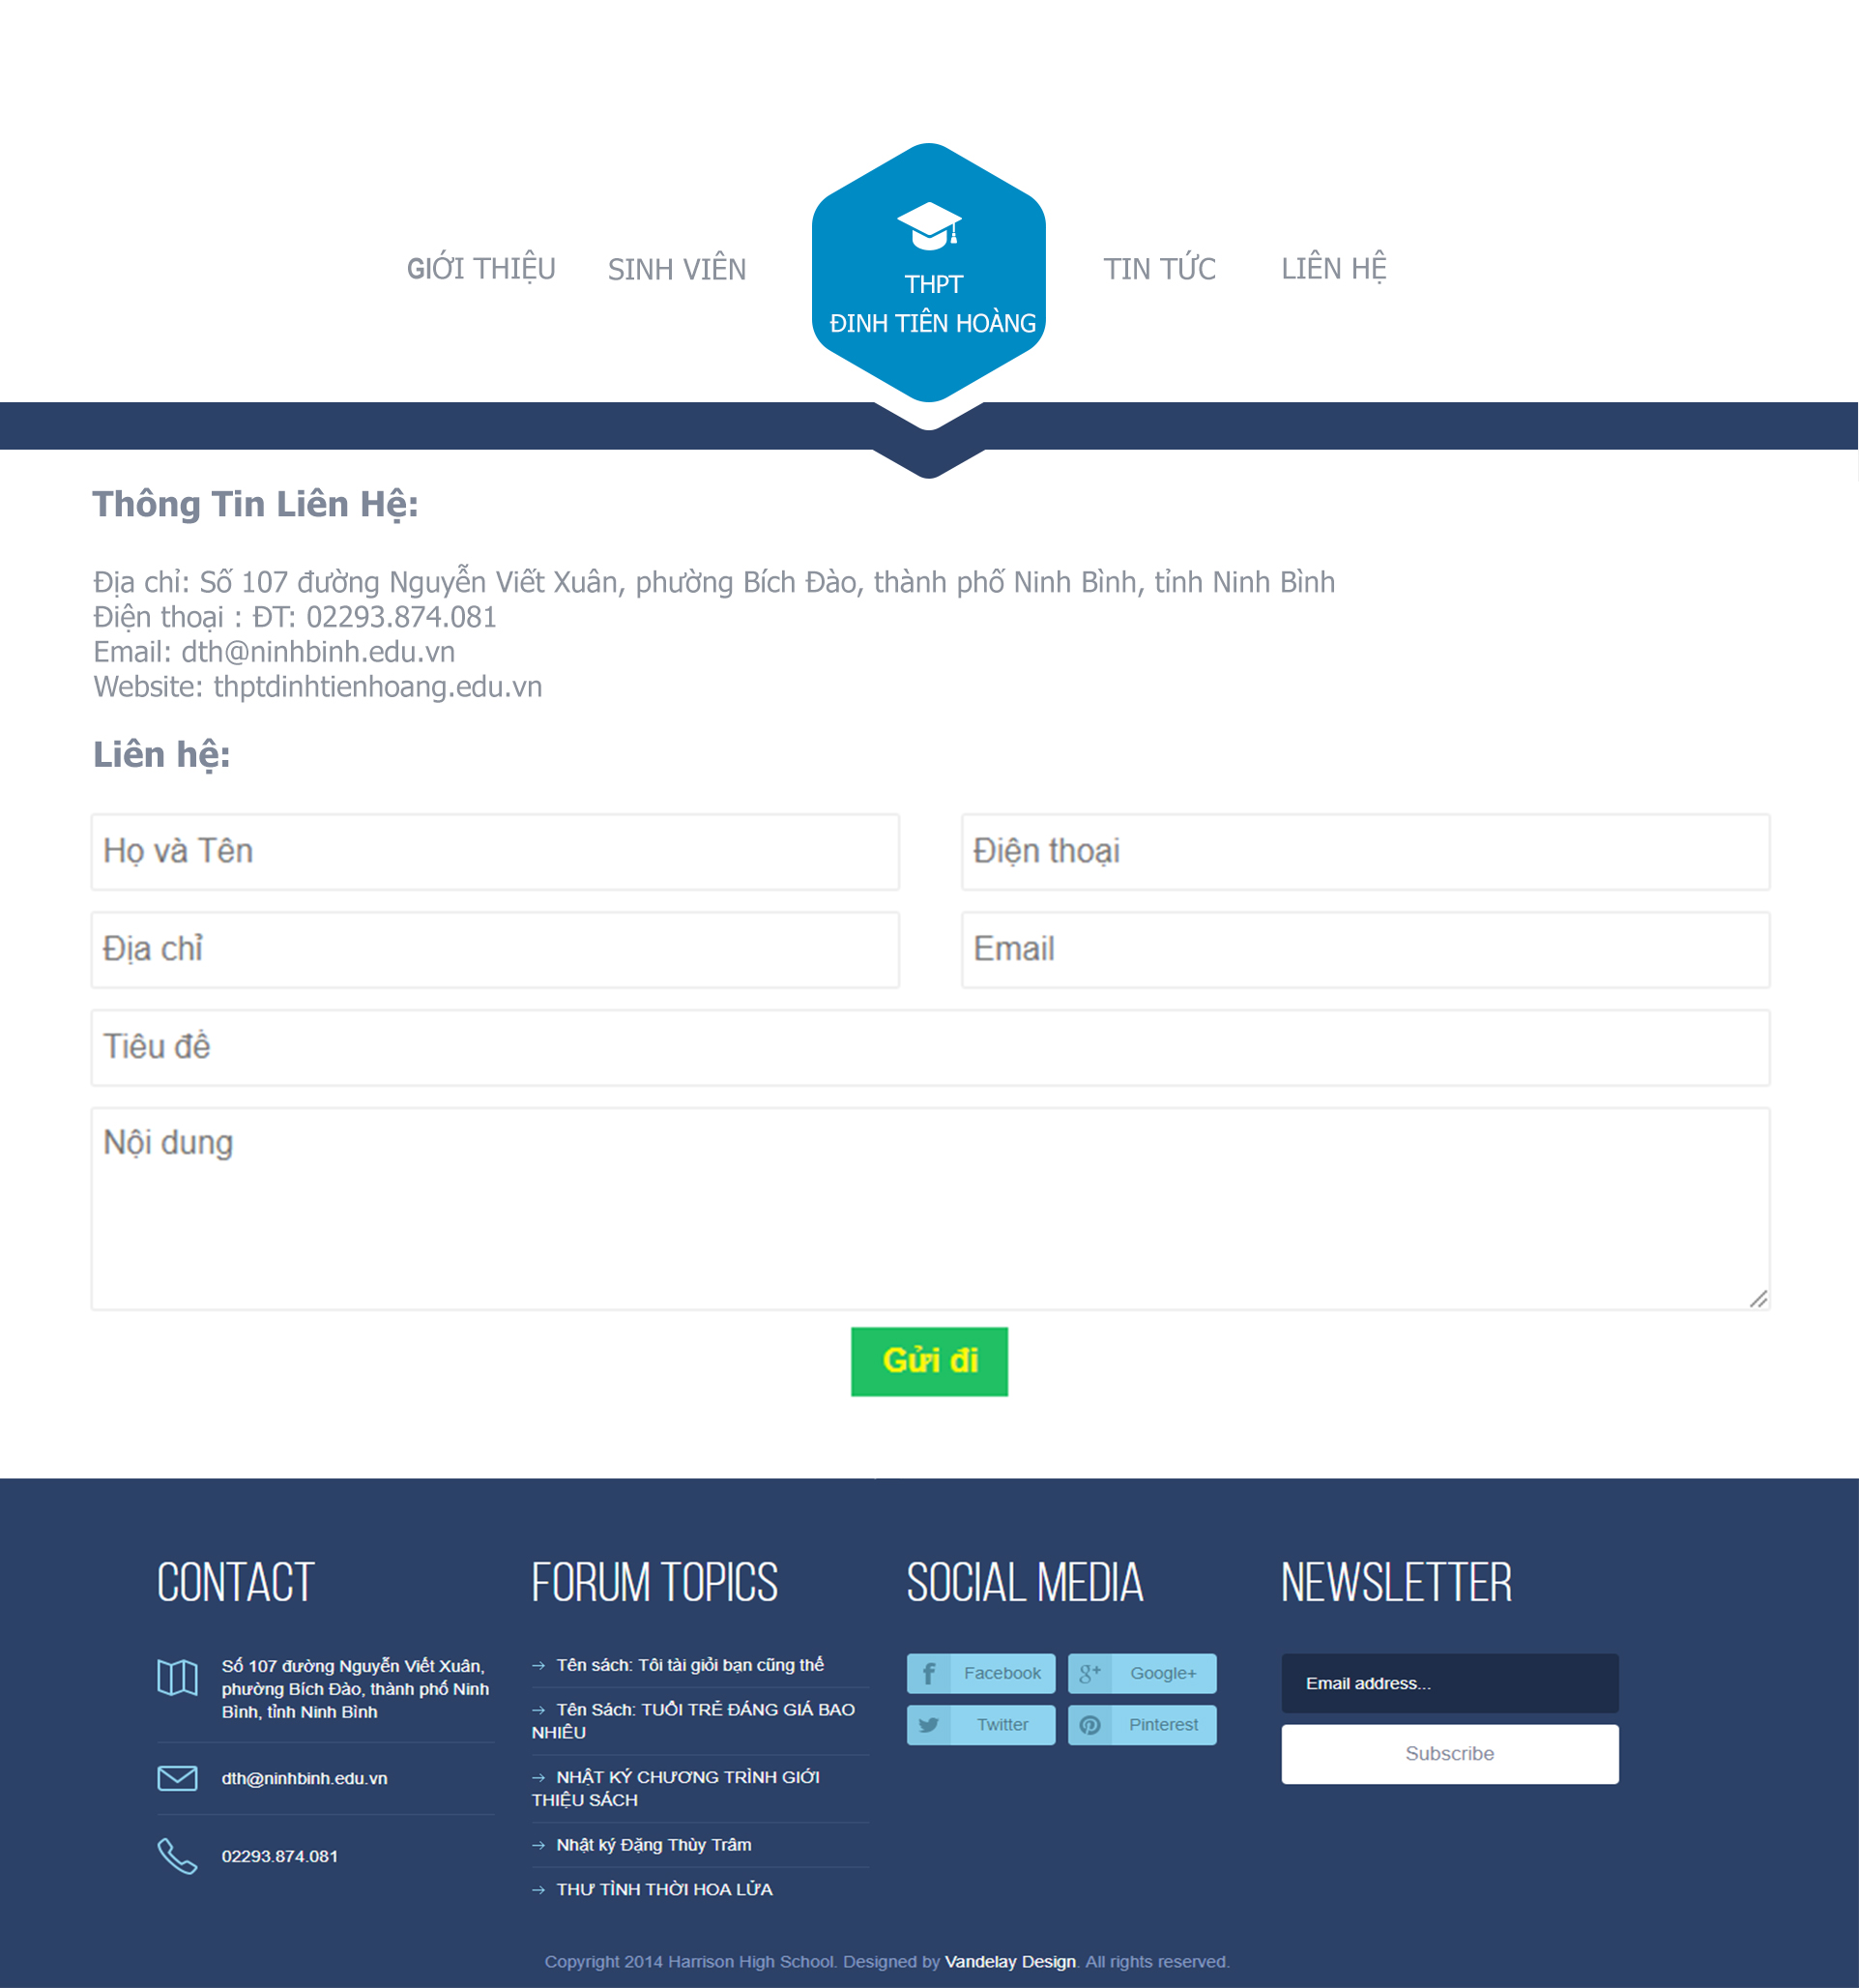 GIỚI THIỆU
SINH VIÊN
THPT
ĐINH TIÊN HOÀNG
TIN TỨC
LIÊN HỆ
Thông Tin Liên Hệ:
Địa chỉ: Số 107 đường Nguyễn Viết Xuân, phường Bích Đào, thành phố Ninh Bình, tỉnh Ninh Bình
Điện thoại : ĐT: 02293.874.081
Email: dth@ninhbinh.edu.vn
Website: thptdinhtienhoang.edu.vn
Liên hệ:
Họ và Tên
Điện thoại
Địa chỉ
Email
Tiêu đề
Nội dung
Gửi đi
CONTACT
Số 107 đường Nguyễn Viết Xuân,
phường Bích Đào, thành phố Ninh
Bình, tỉnh Ninh Bình
dth@ninhbinh.edu.vn
02293.874.081
FORUM TOPICS
→ Tên sách: Tôi tài giỏi bạn cũng thế
→ Tên Sách: TUỔI TRẺ ĐÁNG GIÁ BAO
NHIÊU
→ NHẬT KÝ CHƯƠNG TRÌNH GIỚI
THIỆU SÁCH
→ Nhật ký Đặng Thùy Trâm
→ THƯ TÌNH THỜI HOA LỬA
SOCIAL MEDIA
Facebook
Google+
Twitter
Pinterest
NEWSLETTER
Email address...
Subscribe
Copyright 2014 Harrison High School. Designed by Vandelay Design. All rights reserved.